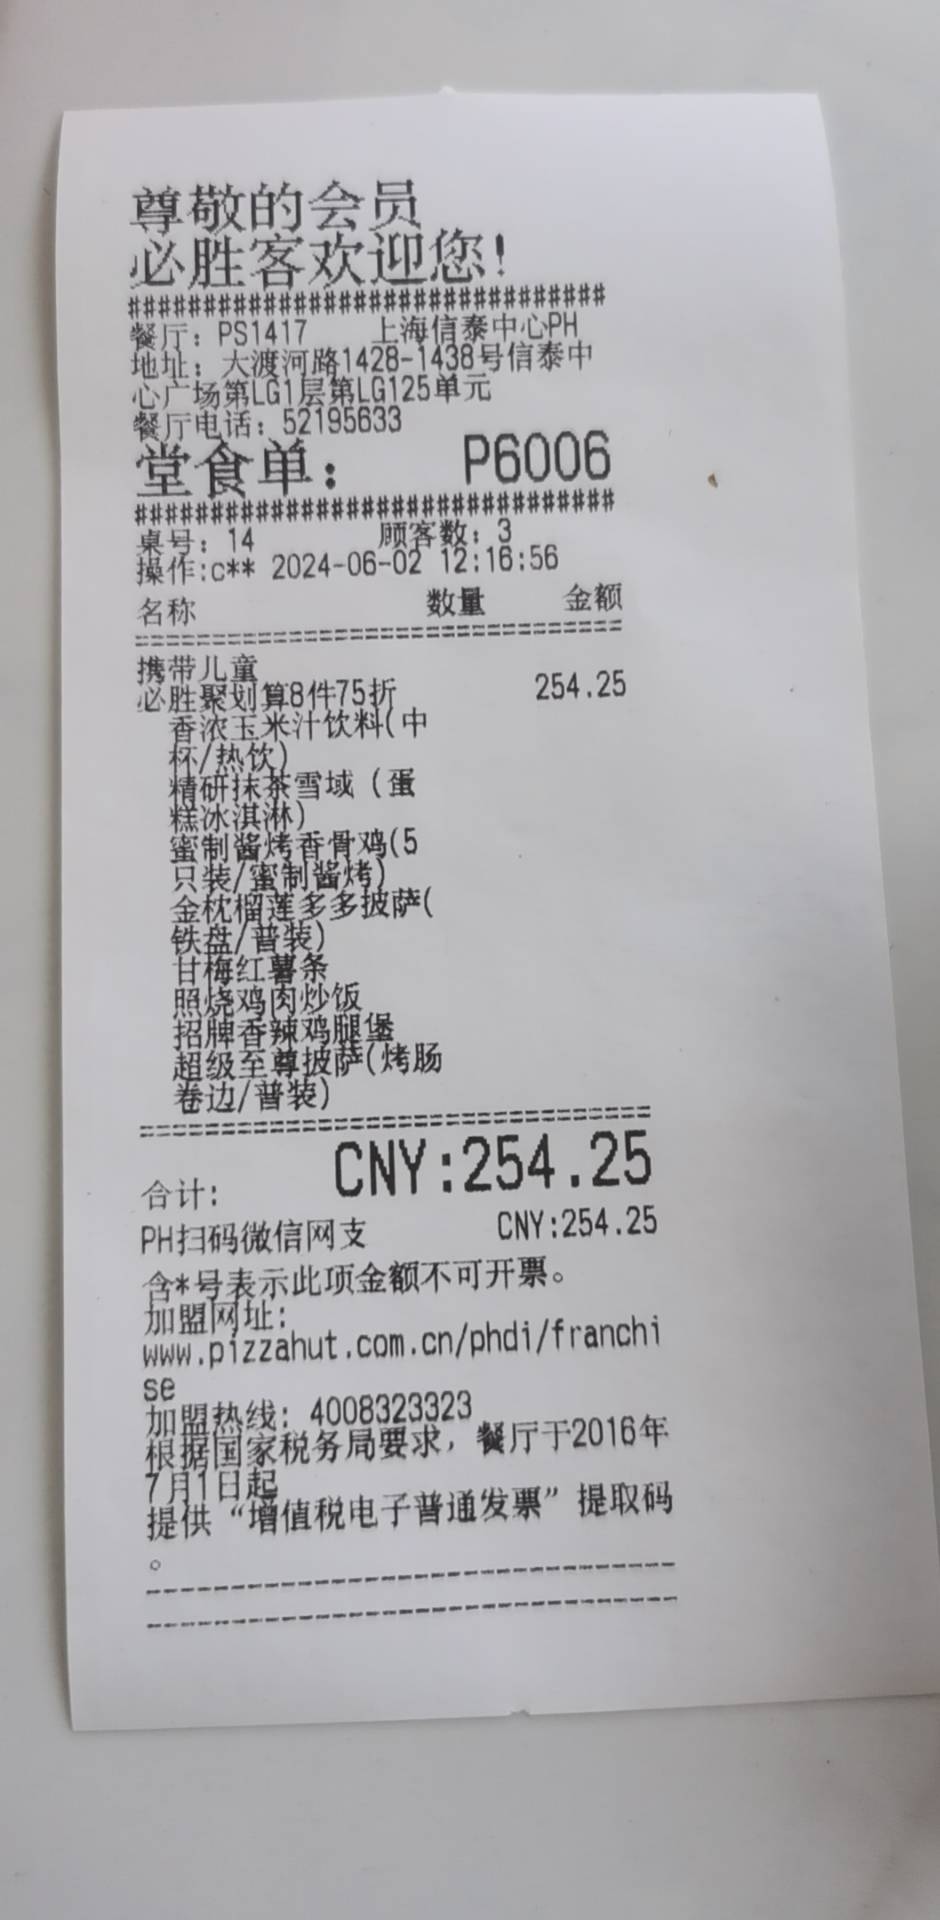 尊敬的会员
必胜客欢迎您!
################################
餐厅: PS1417 上海信泰中心PH
地址: 大渡河路1428-1438号信泰中
心广场第LG1层第LG125单元
餐厅电话: 52195633
堂食单: P6006
################################
桌号: 14 顾客数: 3
操作:c** 2024-06-02 12:16:56
名称 数量 金额
================================
携带儿童
必胜聚划算8件75折 254.25
香浓玉米汁饮料(中
杯/热饮)
精研抹茶雪域 (蛋
糕冰淇淋)
蜜制酱烤香骨鸡(5
只装/蜜制酱烤)
金枕榴莲多多披萨(
铁盘/普装)
甘梅红薯条
照烧鸡肉炒饭
招牌香辣鸡腿堡
超级至尊披萨(烤肠
卷边/普装)
================================
合计: CNY:254.25
PH扫码微信网支 CNY:254.25
含*号表示此项金额不可开票。
加盟网址:
www.pizzahut.com.cn/phdi/franchi
se
加盟热线: 4008323323
根据国家税务局要求, 餐厅于2016年
7月1日起
提供“增值税电子普通发票”提取码
。
--------------------------------
--------------------------------